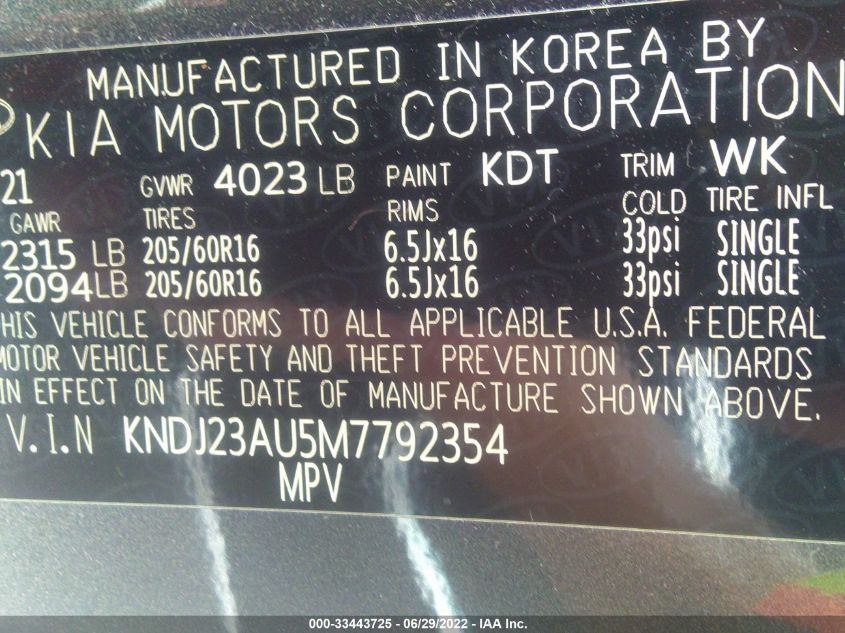 MANUFACTURED IN KOREA BY
KIA MOTORS CORPORATION
21 GVWR 4023 LB PAINT KDT TRIM WK
GAWR TIRES RIMS COLD TIRE INFL
2315 LB 205/60R16 6.5Jx16 33psi SINGLE
2094 LB 205/60R16 6.5Jx16 33psi SINGLE
HIS VEHICLE CONFORMS TO ALL APPLICABLE U.S.A. FEDERAL
MOTOR VEHICLE SAFETY AND THEFT PREVENTION STANDARDS
IN EFFECT ON THE DATE OF MANUFACTURE SHOWN ABOVE.
V.I.N KNDJ23AU5M7792354
MPV
000-33443725 - 06/29/2022 - IAA Inc.